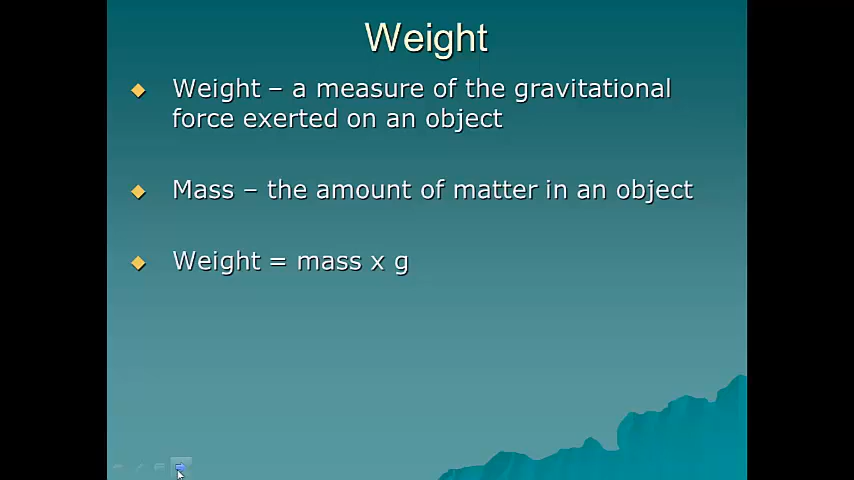 Weight
Weight – a measure of the gravitational
force exerted on an object
Mass – the amount of matter in an object
Weight = mass x g